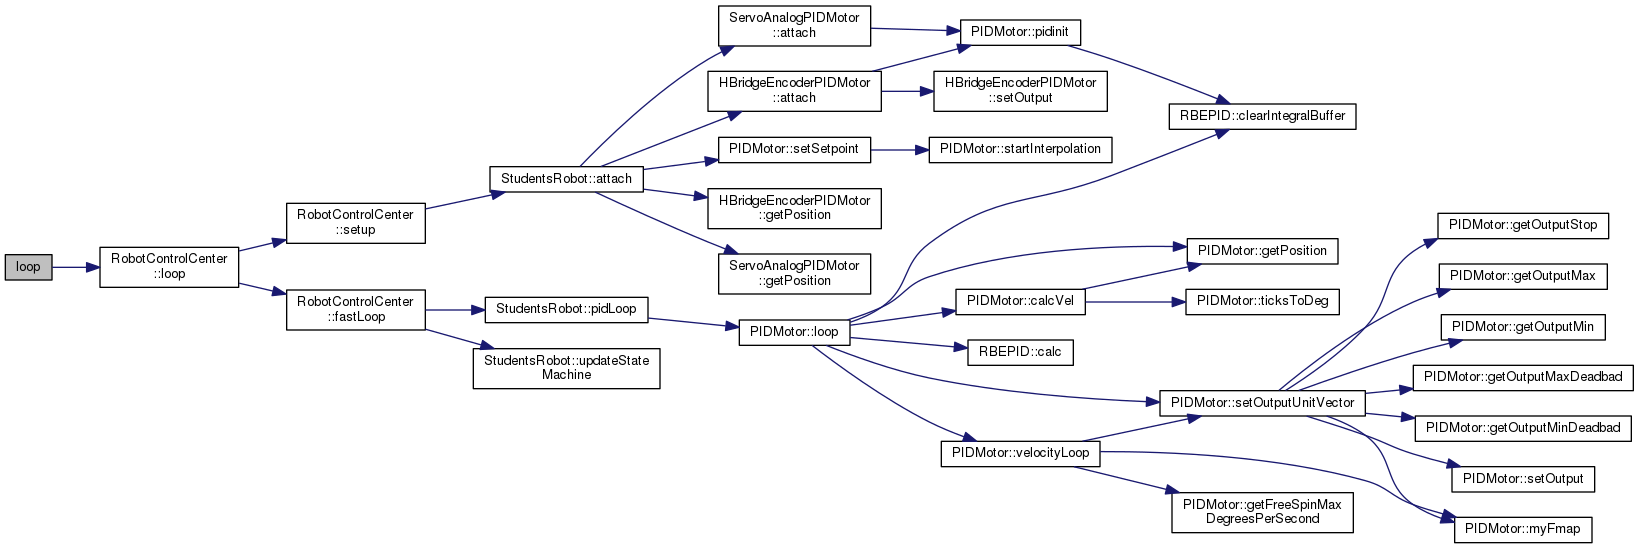 loop
RobotControlCenter
::loop
RobotControlCenter
::setup
RobotControlCenter
::fastLoop
StudentsRobot::attach
StudentsRobot::pidLoop
StudentsRobot::updateState
Machine
ServoAnalogPIDMotor
::attach
HBridgeEncoderPIDMotor
::attach
PIDMotor::setSetpoint
HBridgeEncoderPIDMotor
::getPosition
ServoAnalogPIDMotor
::getPosition
PIDMotor::loop
PIDMotor::pidinit
HBridgeEncoderPIDMotor
::setOutput
PIDMotor::startInterpolation
PIDMotor::calcVel
RBEPID::calc
PIDMotor::velocityLoop
RBEPID::clearIntegralBuffer
PIDMotor::getPosition
PIDMotor::ticksToDeg
PIDMotor::setOutputUnitVector
PIDMotor::getFreeSpinMax
DegreesPerSecond
PIDMotor::getOutputStop
PIDMotor::getOutputMax
PIDMotor::getOutputMin
PIDMotor::getOutputMaxDeadbad
PIDMotor::getOutputMinDeadbad
PIDMotor::setOutput
PIDMotor::myFmap